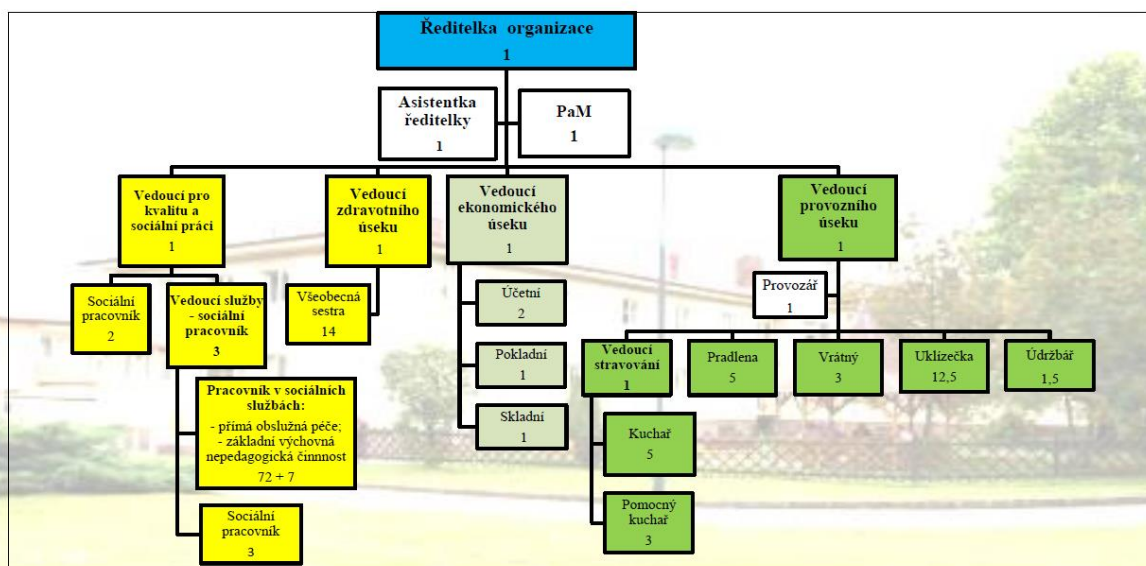 Ředitelka organizace
1
Asistentka
ředitelky
1
PaM
1
Vedoucí pro
kvalitu a
sociální práci
1
Vedoucí
zdravotního
úseku
1
Vedoucí
ekonomického
úseku
1
Vedoucí
provozního
úseku
1
Sociální
pracovník
2
Vedoucí služby
- sociální
pracovník
3
Všeobecná
sestra
14
Účetní
2
Provozář
1
Pokladní
1
Vedoucí
stravování
1
Pradlena
5
Vrátný
3
Uklízečka
12,5
Údržbář
1,5
Pracovník v sociálních
službách:
- přímá obslužná péče;
- základní výchovná
nepedagogická činnnost
72 + 7
Skladní
1
Kuchař
5
Sociální
pracovník
3
Pomocný
kuchař
3